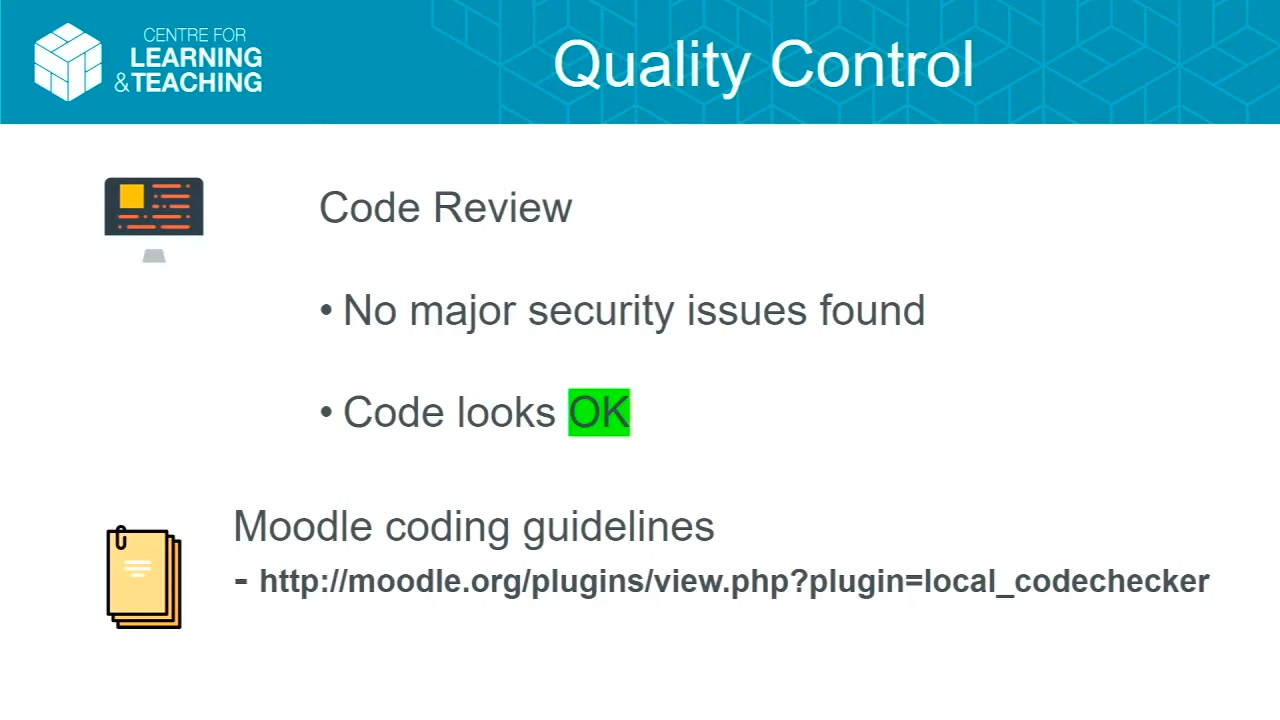 CENTRE FOR
LEARNING
&TEACHING
Quality Control
Code Review
• No major security issues found
• Code looks OK
Moodle coding guidelines
- http://moodle.org/plugins/view.php?plugin=local_codechecker